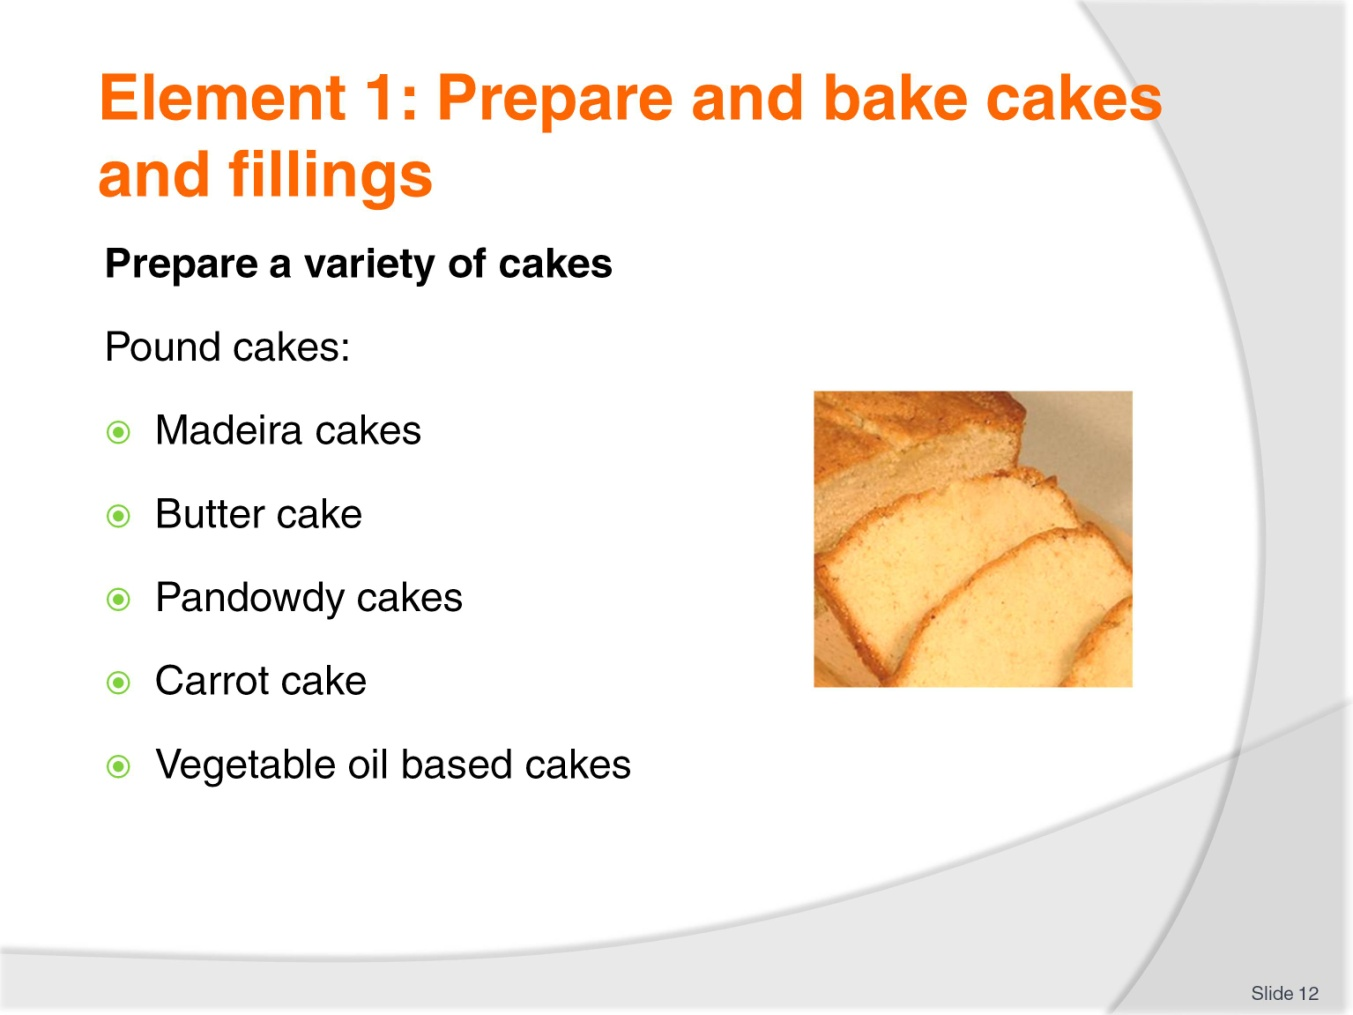 Element 1: Prepare and bake cakes
and fillings
Prepare a variety of cakes
Pound cakes:
Madeira cakes
Butter cake
Pandowdy cakes
Carrot cake
Vegetable oil based cakes
Slide 12